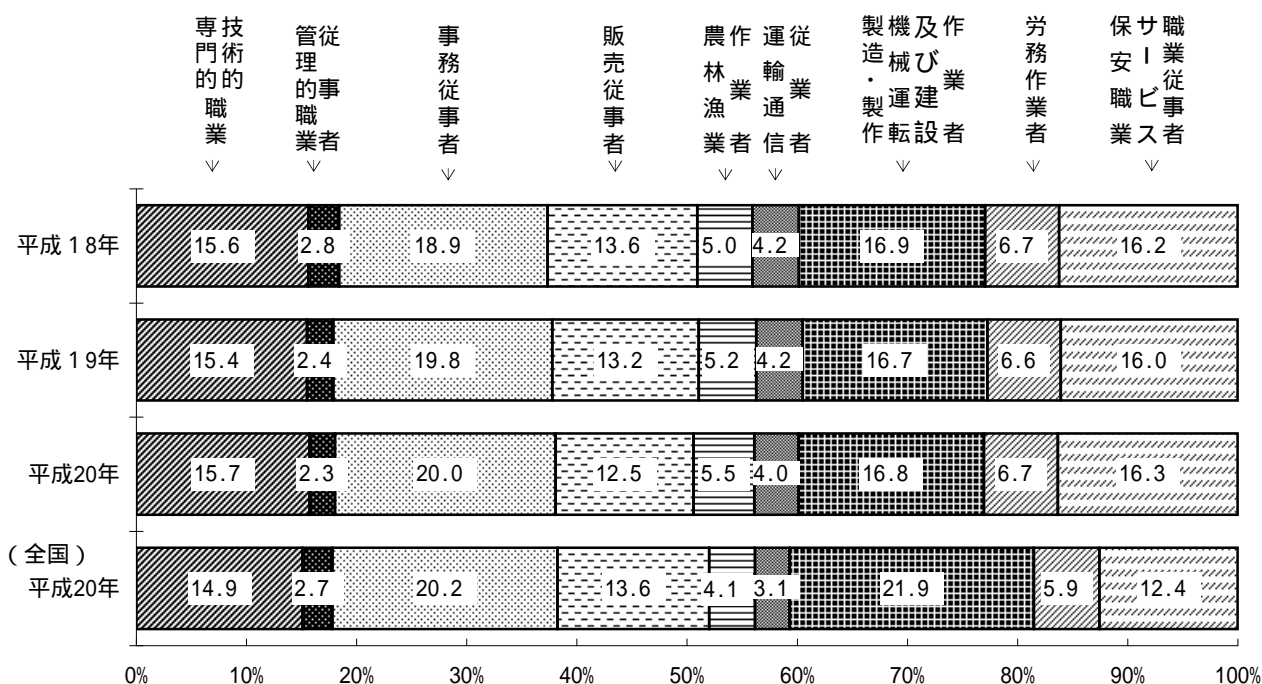 専門的
技術的
職業
管理的職業
従事者
事務従事者
販売従事者
農林漁業
作業者
運輸通信
従業者
製造・製作
機械運転
及び建設
作業者
労務作業者
保安職業
サービス
職業従事者
平成18年 15.6 2.8 18.9 13.6 5.0 4.2 16.9 6.7 16.2
平成19年 15.4 2.4 19.8 13.2 5.2 4.2 16.7 6.6 16.0
平成20年 15.7 2.3 20.0 12.5 5.5 4.0 16.8 6.7 16.3
(全国)
平成20年 14.9 2.7 20.2 13.6 4.1 3.1 21.9 5.9 12.4
0% 10% 20% 30% 40% 50% 60% 70% 80% 90% 100%